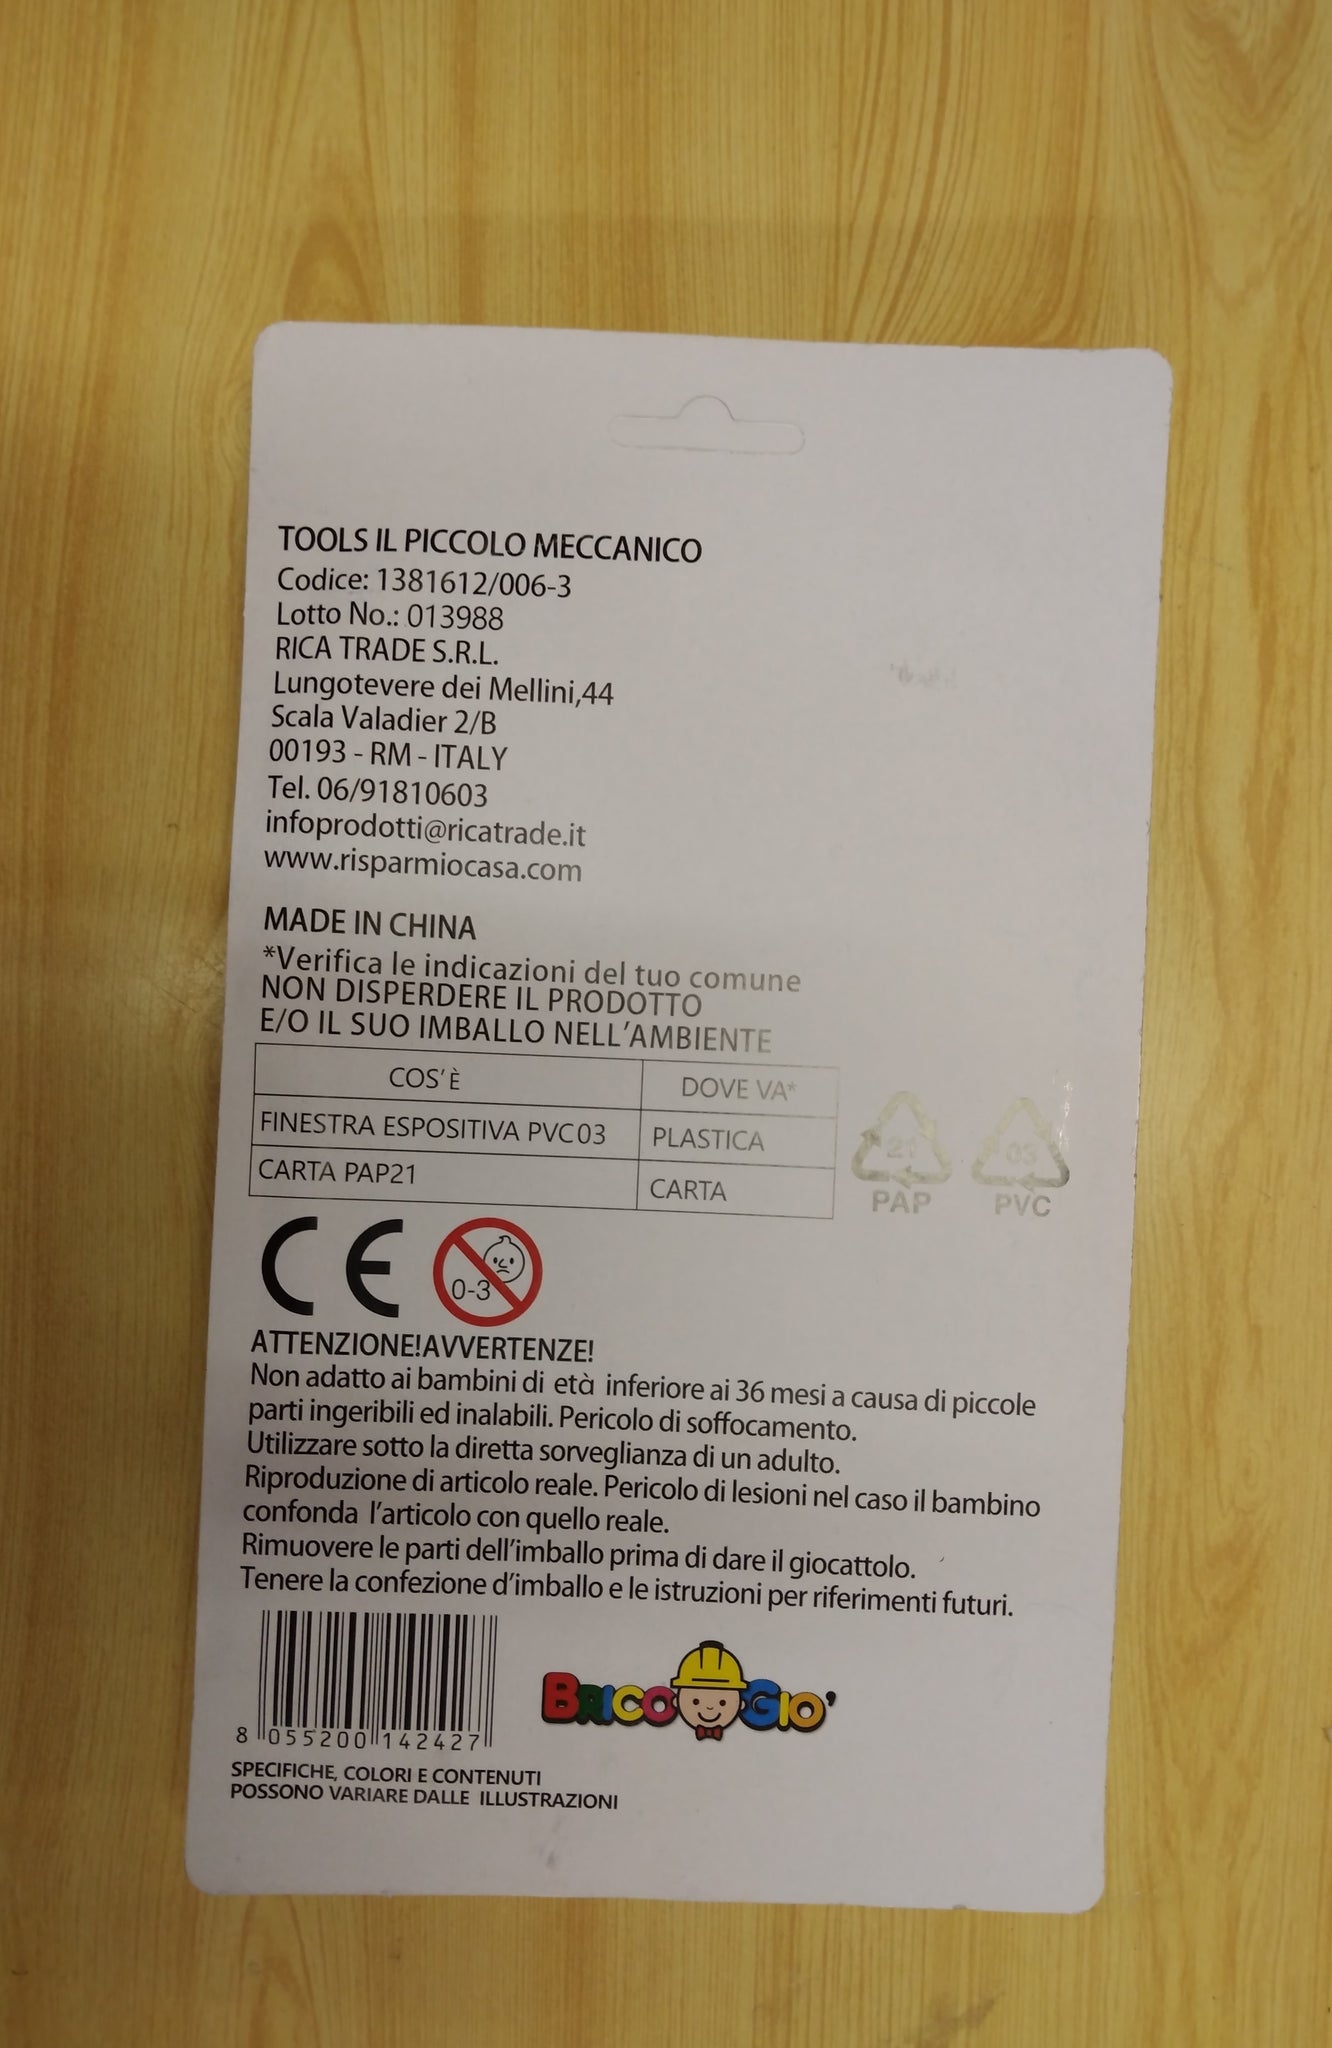 TOOLS IL PICCOLO MECCANICO
Codice: 1381612/006-3
Lotto No.: 013988
RICA TRADE S.R.L.
Lungotevere dei Mellini,44
Scala Valadier 2/B
00193 - RM - ITALY
Tel. 06/91810603
infoprodotti@ricatrade.it
www.risparmiocasa.com
MADE IN CHINA
*Verifica le indicazioni del tuo comune
NON DISPERDERE IL PRODOTTO
E/O IL SUO IMBALLO NELL'AMBIENTE
COS'È DOVE VA*
FINESTRA ESPOSITIVA PVC03 PLASTICA
CARTA PAP21 CARTA
21 03
PAP PVC
CE 0-3
ATTENZIONE!AVVERTENZE!
Non adatto ai bambini di età inferiore ai 36 mesi a causa di piccole
parti ingeribili ed inalabili. Pericolo di soffocamento.
Utilizzare sotto la diretta sorveglianza di un adulto.
Riproduzione di articolo reale. Pericolo di lesioni nel caso il bambino
confonda l'articolo con quello reale.
Rimuovere le parti dell'imballo prima di dare il giocattolo.
Tenere la confezione d'imballo e le istruzioni per riferimenti futuri.
8 055200 142427
BRICO GIO'
SPECIFICHE, COLORI E CONTENUTI
POSSONO VARIARE DALLE ILLUSTRAZIONI